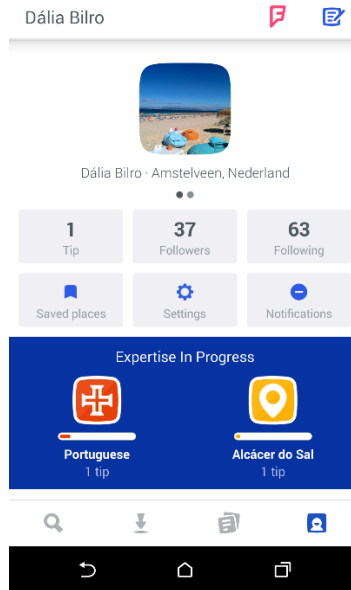 Dália Bilro
Dália Bilro · Amstelveen, Nederland
1
Tip
37
Followers
63
Following
Saved places
Settings
Notifications
Expertise In Progress
Portuguese
1 tip
Alcácer do Sal
1 tip